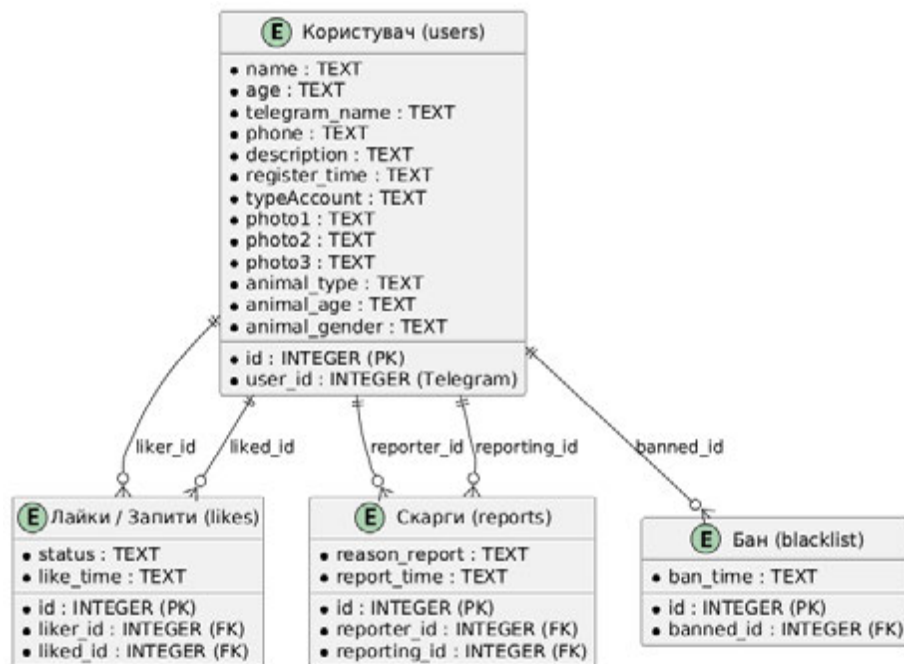 E Користувач (users)
name : TEXT
age : TEXT
telegram_name : TEXT
phone : TEXT
description : TEXT
register_time : TEXT
typeAccount : TEXT
photo1 : TEXT
photo2 : TEXT
photo3 : TEXT
animal_type : TEXT
animal_age : TEXT
animal_gender : TEXT
id : INTEGER (PK)
user_id : INTEGER (Telegram)
liker_id
liked_id
reporter_id
reporting_id
banned_id
E Лайки / Запити (likes)
status : TEXT
like_time : TEXT
id : INTEGER (PK)
liker_id : INTEGER (FK)
liked_id : INTEGER (FK)
E Скарги (reports)
reason_report : TEXT
report_time : TEXT
id : INTEGER (PK)
reporter_id : INTEGER (FK)
reporting_id : INTEGER (FK)
E Бан (blacklist)
ban_time : TEXT
id : INTEGER (PK)
banned_id : INTEGER (FK)